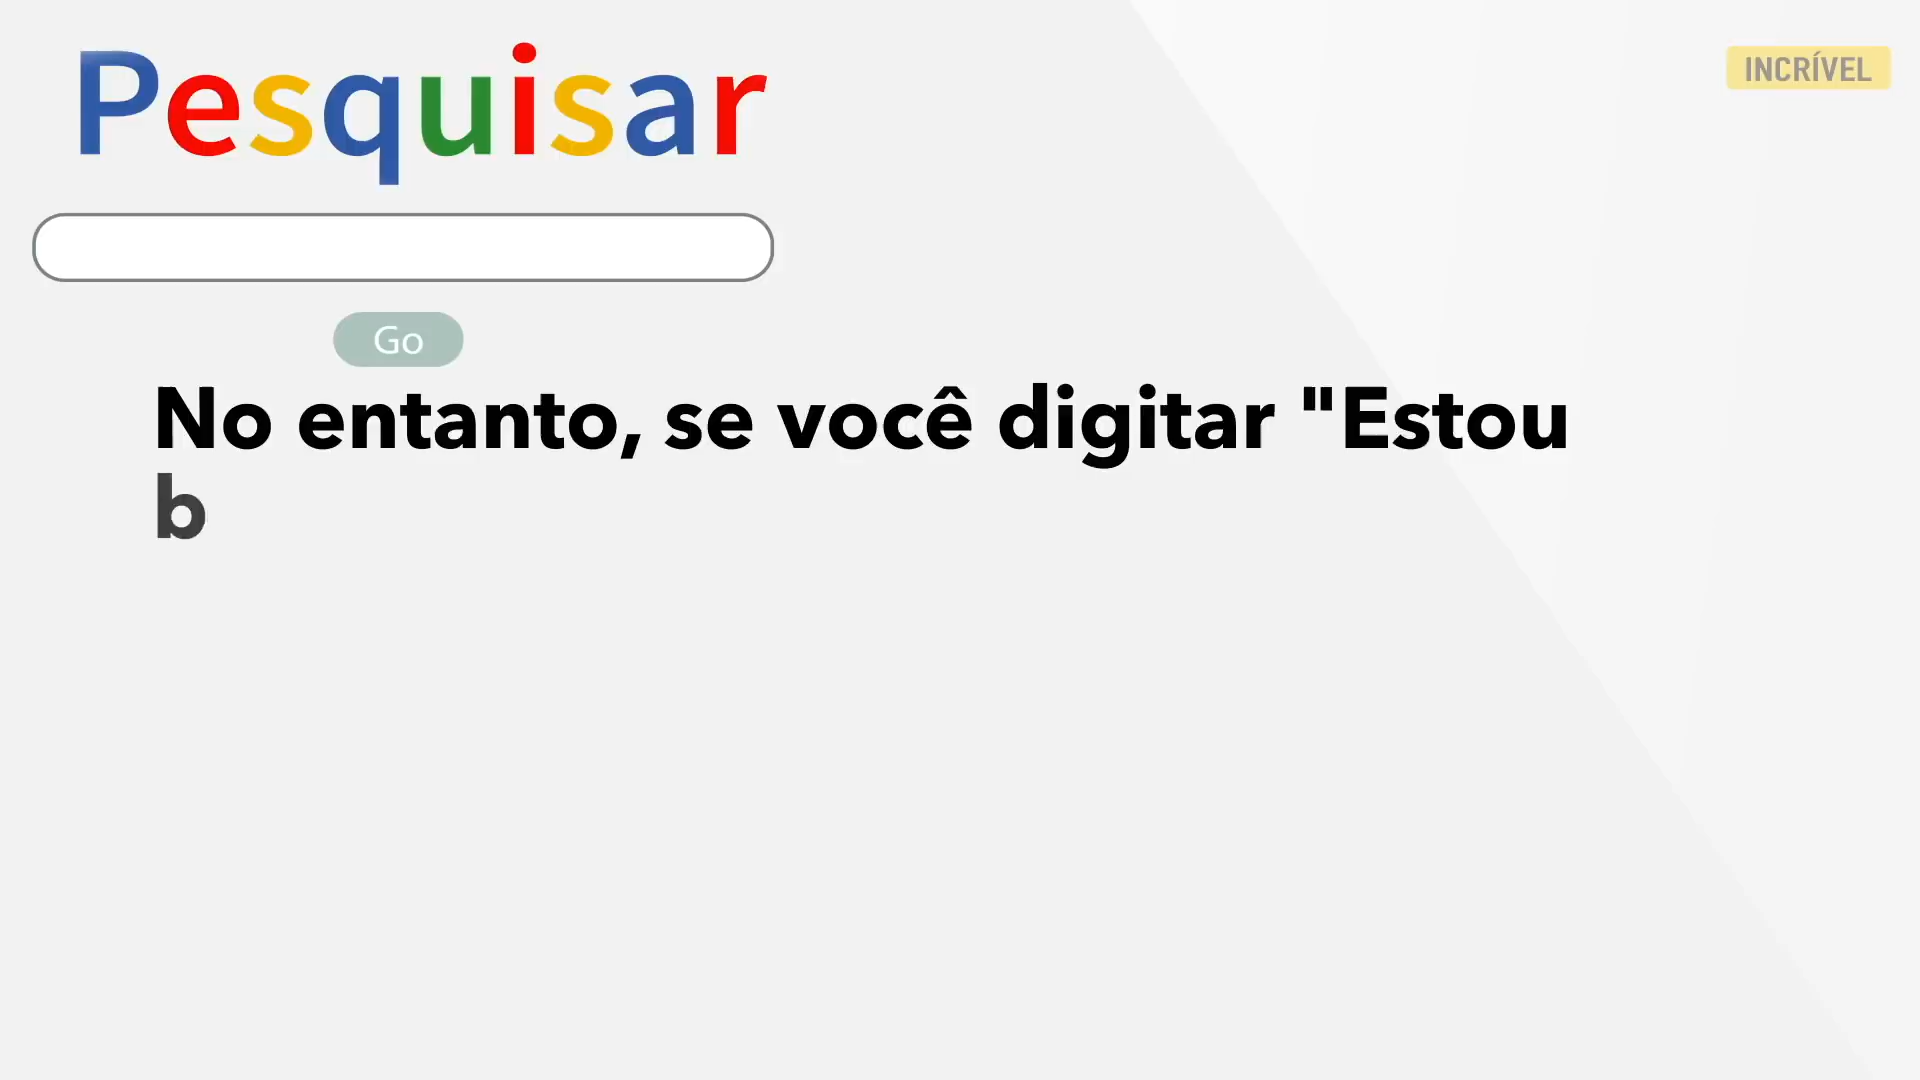 Pesquisar
INCRÍVEL
Go
No entanto, se você digitar "Estou
b